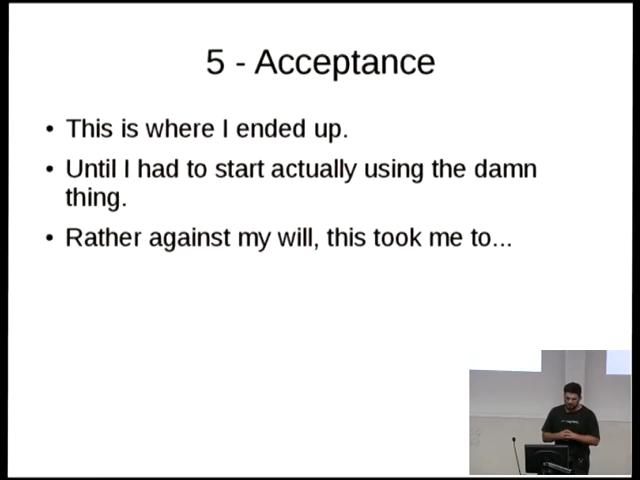 5 - Acceptance
• This is where I ended up.
• Until I had to start actually using the damn
thing.
• Rather against my will, this took me to...